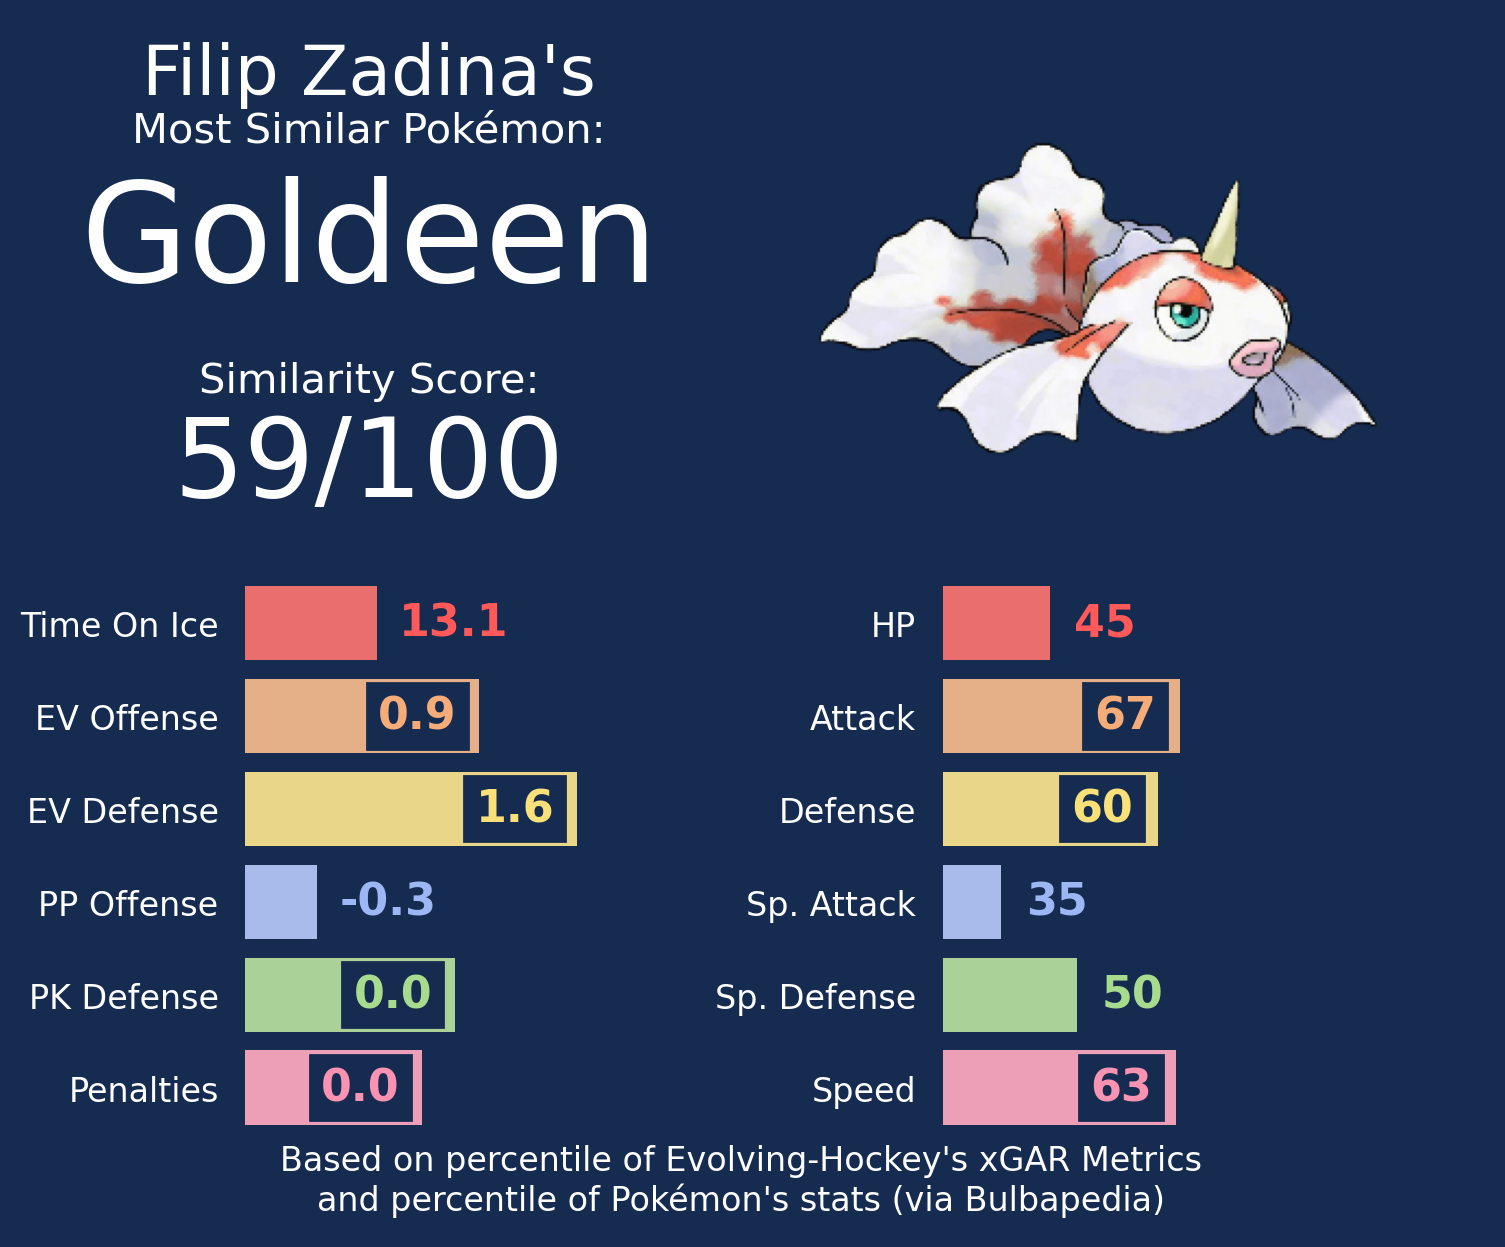 Filip Zadina's
Most Similar Pokémon:
Goldeen
Similarity Score:
59/100
Time On Ice 13.1
EV Offense 0.9
EV Defense 1.6
PP Offense -0.3
PK Defense 0.0
Penalties 0.0
HP 45
Attack 67
Defense 60
Sp. Attack 35
Sp. Defense 50
Speed 63
Based on percentile of Evolving-Hockey's xGAR Metrics
and percentile of Pokémon's stats (via Bulbapedia)